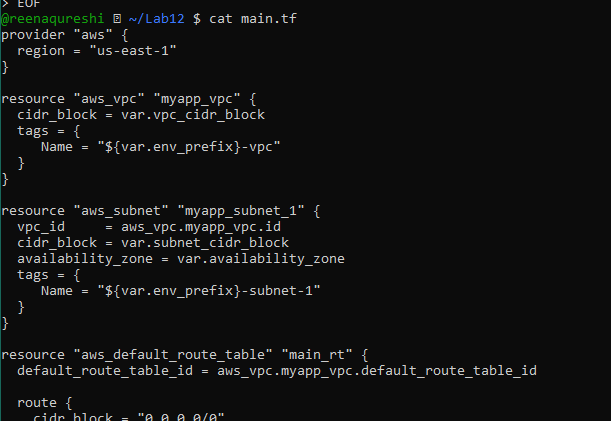 > EOF
@reenaqureshi ~/Lab12 $ cat main.tf
provider "aws" {
  region = "us-east-1"
}

resource "aws_vpc" "myapp_vpc" {
  cidr_block = var.vpc_cidr_block
  tags = {
     Name = "${var.env_prefix}-vpc"
  }
}

resource "aws_subnet" "myapp_subnet_1" {
  vpc_id     = aws_vpc.myapp_vpc.id
  cidr_block = var.subnet_cidr_block
  availability_zone = var.availability_zone
  tags = {
     Name = "${var.env_prefix}-subnet-1"
  }
}

resource "aws_default_route_table" "main_rt" {
  default_route_table_id = aws_vpc.myapp_vpc.default_route_table_id

  route {
    cidr_block = "0.0.0.0/0"